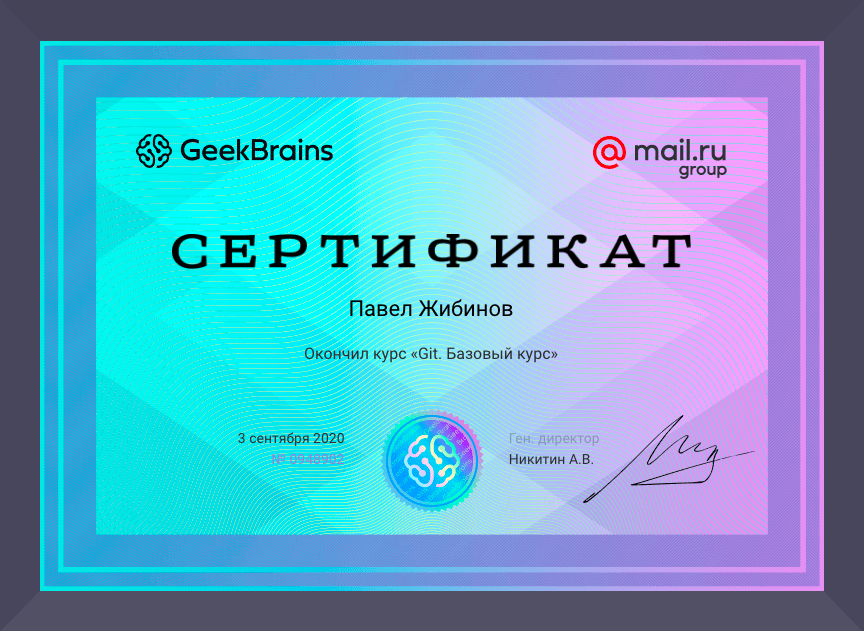 GeekBrains
@mail.ru
group
СЕРТИФИКАТ
Павел Жибинов
Окончил курс «Git. Базовый курс»
3 сентября 2020
Ген. директор
Никитин А.В.